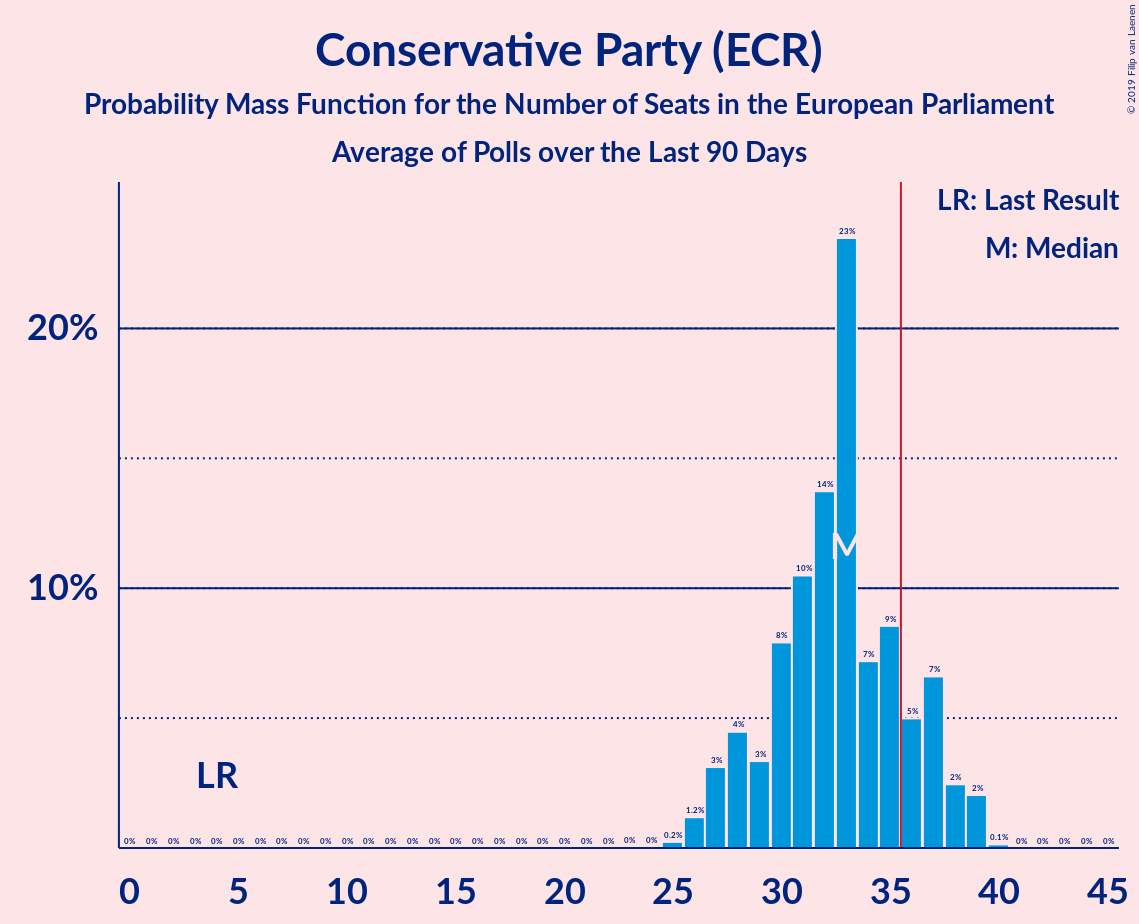 Conservative Party (ECR)
Probability Mass Function for the Number of Seats in the European Parliament
Average of Polls over the Last 90 Days
© 2019 Filip van Laenen
LR: Last Result
M: Median
20%
10%
LR
M
0% 0% 0% 0% 0% 0% 0% 0% 0% 0% 0% 0% 0% 0% 0% 0% 0% 0% 0% 0% 0% 0% 0% 0% 0% 0.2% 1.2% 3% 4% 3% 8% 10% 14% 23% 7% 9% 5% 7% 2% 2% 0.1% 0% 0% 0% 0% 0%
0 5 10 15 20 25 30 35 40 45